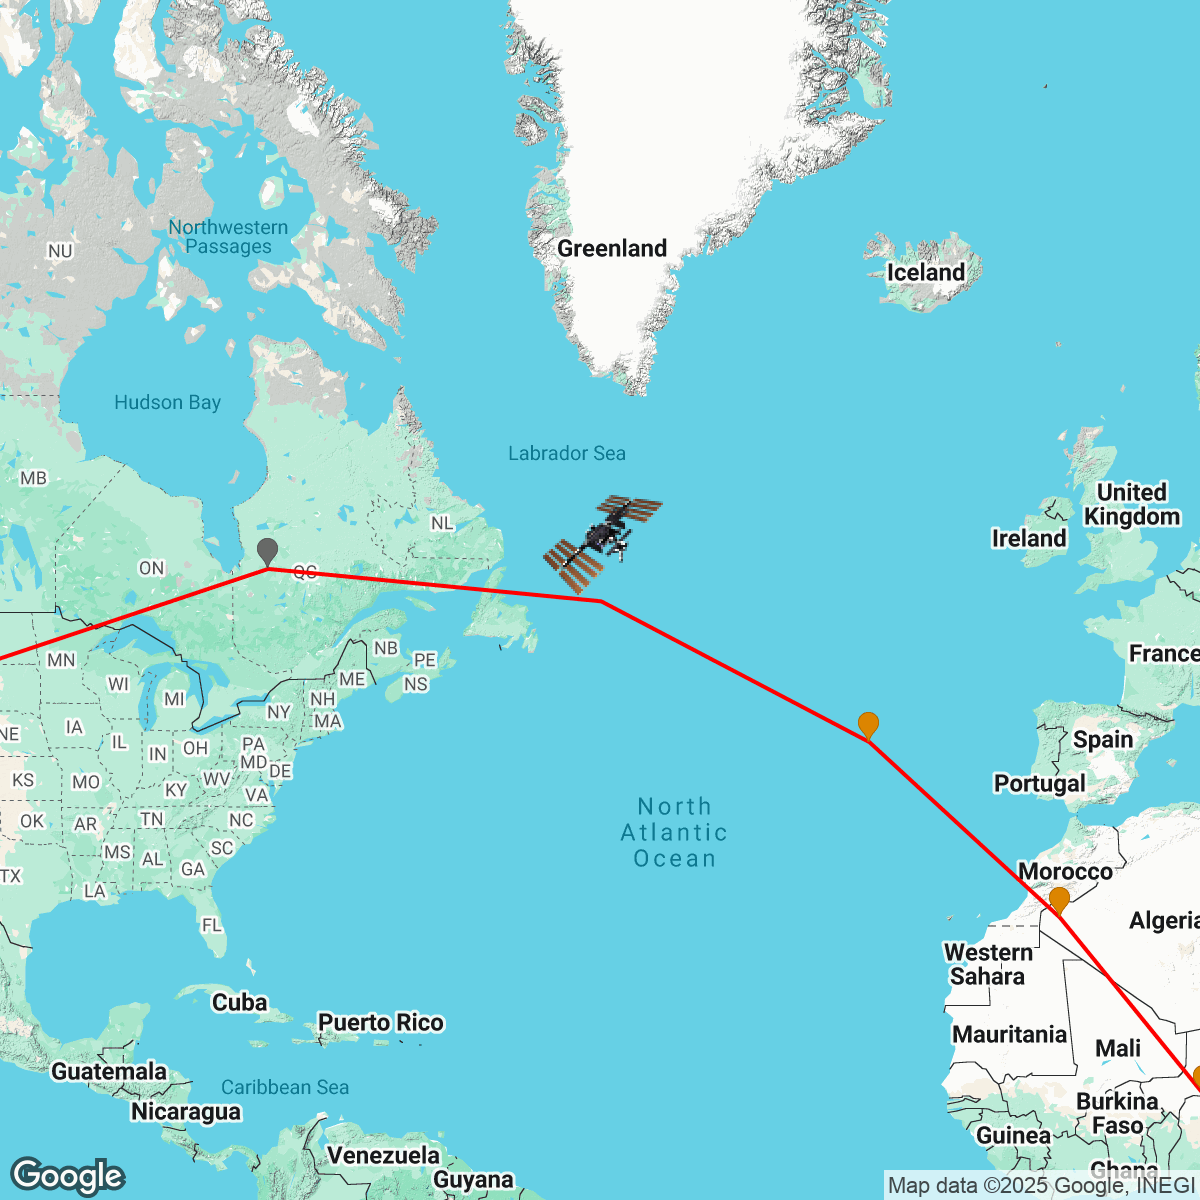 Greenland
Northwestern
Passages
NU
Iceland
Hudson Bay
Labrador Sea
MB
United
Kingdom
NL
Ireland
ON
QC
NB
France
MN
PE
ME
WI
NS
MI
NH
NY
MA
IA
NE
Spain
IL
OH
PA
IN
MD
DE
KS
MO
WV
Portugal
KY
VA
North
Atlantic
Ocean
OK
AR
TN
NC
SC
MS
AL
GA
Morocco
TX
LA
Algeria
FL
Western
Sahara
Cuba
Puerto Rico
Mauritania
Mali
Guatemala
Caribbean Sea
Burkina
Faso
Nicaragua
Guinea
Venezuela
Ghana
Guyana
Google
Map data ©2025 Google, INEGI